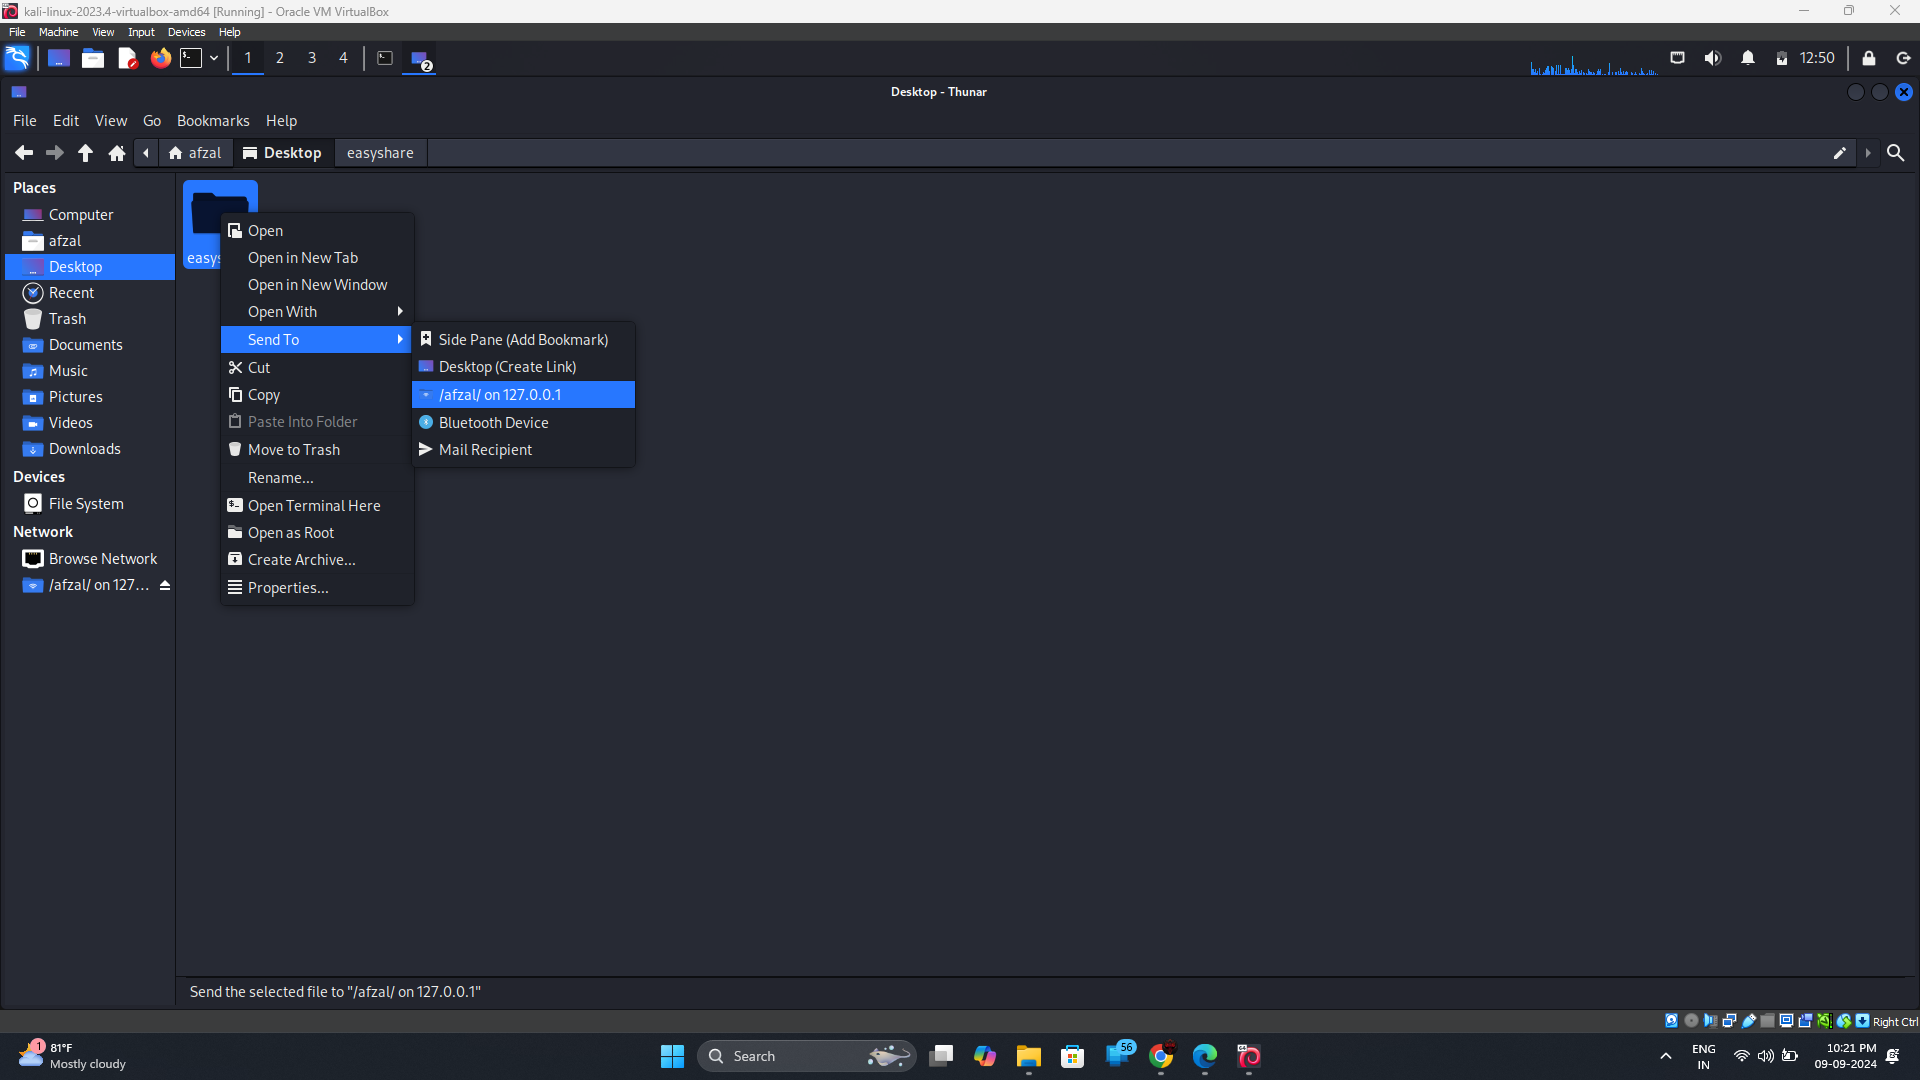 kali-linux-2023.4-virtualbox-amd64 [Running] - Oracle VM VirtualBox
File Machine View Input Devices Help
1 2 3 4 2 12:50
Desktop - Thunar
File Edit View Go Bookmarks Help
afzal Desktop easyshare
Places
Computer
afzal
Desktop
Recent
Trash
Documents
Music
Pictures
Videos
Downloads
Devices
File System
Network
Browse Network
/afzal/ on 127...
easys
Open
Open in New Tab
Open in New Window
Open With
Send To
Cut
Copy
Paste Into Folder
Move to Trash
Rename...
Open Terminal Here
Open as Root
Create Archive...
Properties...
Side Pane (Add Bookmark)
Desktop (Create Link)
/afzal/ on 127.0.0.1
Bluetooth Device
Mail Recipient
Send the selected file to "/afzal/ on 127.0.0.1"
Right Ctrl
1
81°F
Mostly cloudy
Search
56
ENG
IN
10:21 PM
09-09-2024